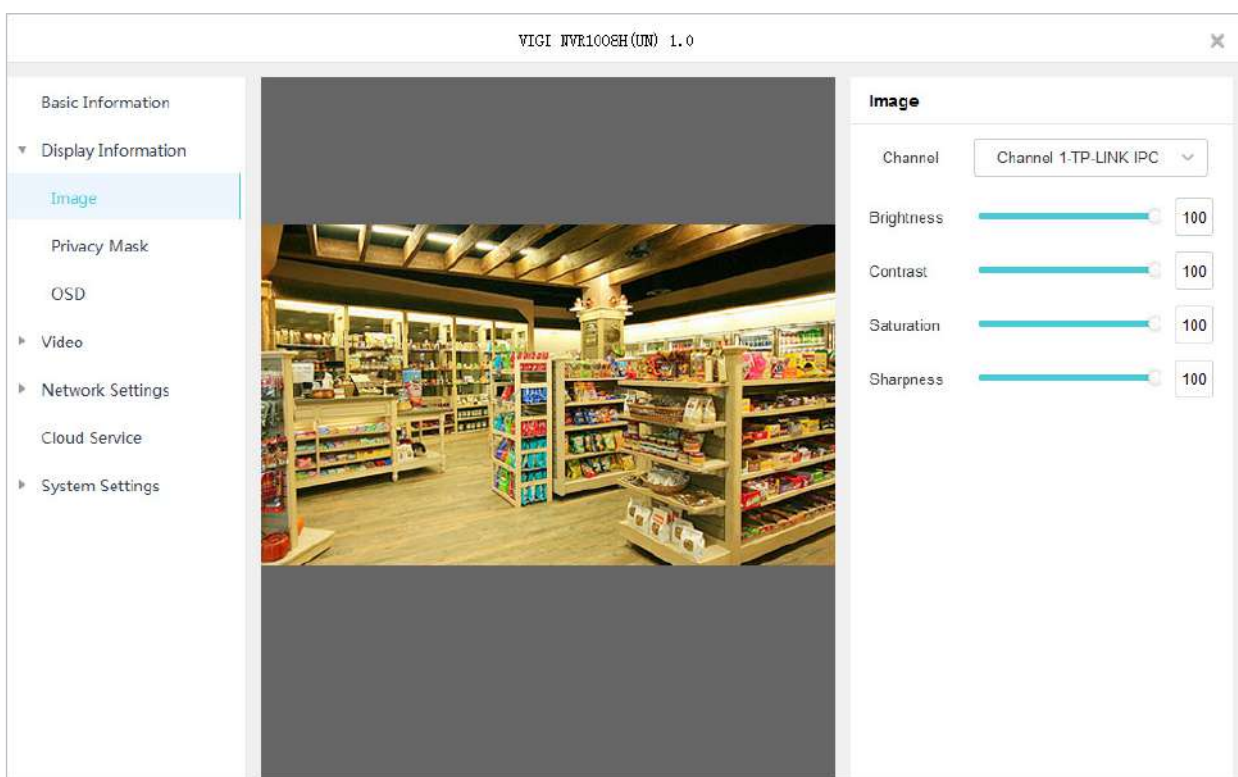 VIGI NVR1008H(UN) 1.0
Basic Information
Display Information
Image
Privacy Mask
OSD
Video
Network Settings
Cloud Service
System Settings
Image
Channel Channel 1-TP-LINK IPC
Brightness 100
Contrast 100
Saturation 100
Sharpness 100